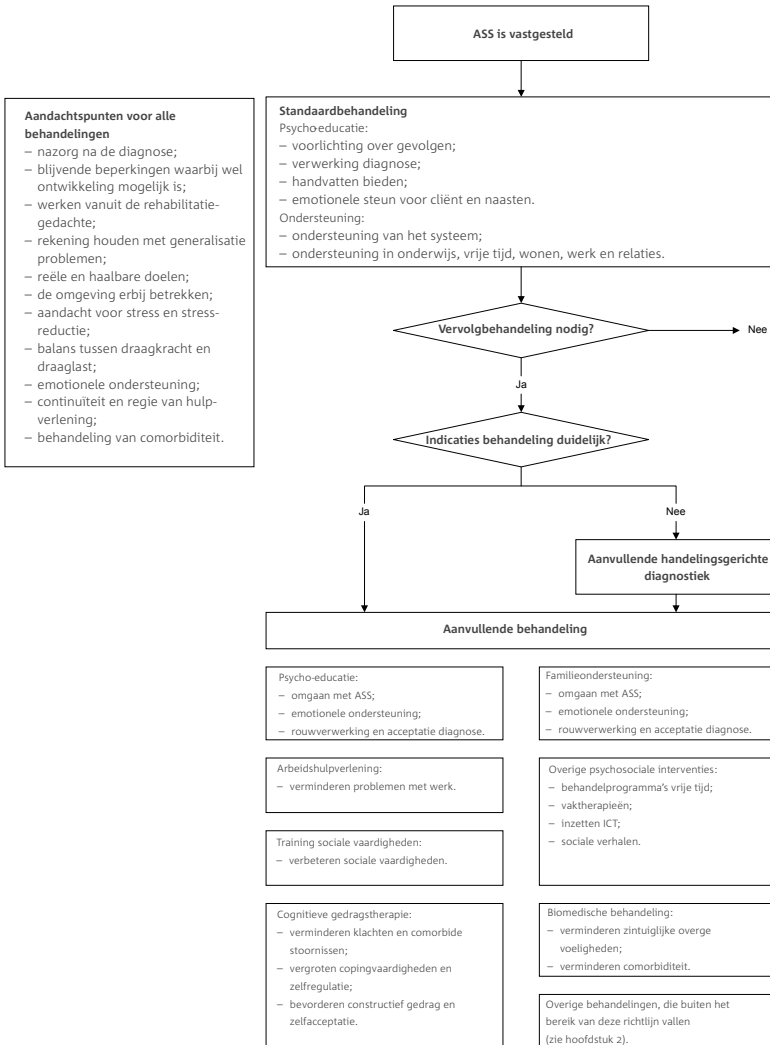 ASS is vastgesteld
Aandachtspunten voor alle
behandelingen
– nazorg na de diagnose;
– blijvende beperkingen waarbij wel
ontwikkeling mogelijk is;
– werken vanuit de rehabilitatie-
gedachte;
– rekening houden met generalisatie
problemen;
– reële en haalbare doelen;
– de omgeving erbij betrekken;
– aandacht voor stress en stress-
reductie;
– balans tussen draagkracht en
draaglast;
– emotionele ondersteuning;
– continuïteit en regie van hulp-
verlening;
– behandeling van comorbiditeit.
Standaardbehandeling
Psycho-educatie:
– voorlichting over gevolgen;
– verwerking diagnose;
– handvatten bieden;
– emotionele steun voor cliënt en naasten.
Ondersteuning:
– ondersteuning van het systeem;
– ondersteuning in onderwijs, vrije tijd, wonen, werk en relaties.
Vervolgbehandeling nodig?
Nee
Ja
Indicaties behandeling duidelijk?
Ja
Nee
Aanvullende handelingsgerichte
diagnostiek
Aanvullende behandeling
Psycho-educatie:
– omgaan met ASS;
– emotionele ondersteuning;
– rouwverwerking en acceptatie diagnose.
Familieondersteuning:
– omgaan met ASS;
– emotionele ondersteuning;
– rouwverwerking en acceptatie diagnose.
Arbeidshulpverlening:
– verminderen problemen met werk.
Overige psychosociale interventies:
– behandelprogramma's vrije tijd;
– vaktherapieën;
– inzetten ICT;
– sociale verhalen.
Training sociale vaardigheden:
– verbeteren sociale vaardigheden.
Cognitieve gedragstherapie:
– verminderen klachten en comorbide
stoornissen;
– vergroten copingvaardigheden en
zelfregulatie;
– bevorderen constructief gedrag en
zelfacceptatie.
Biomedische behandeling:
– verminderen zintuiglijke overge
voeligheden;
– verminderen comorbiditeit.
Overige behandelingen, die buiten het
bereik van deze richtlijn vallen
(zie hoofdstuk 2).